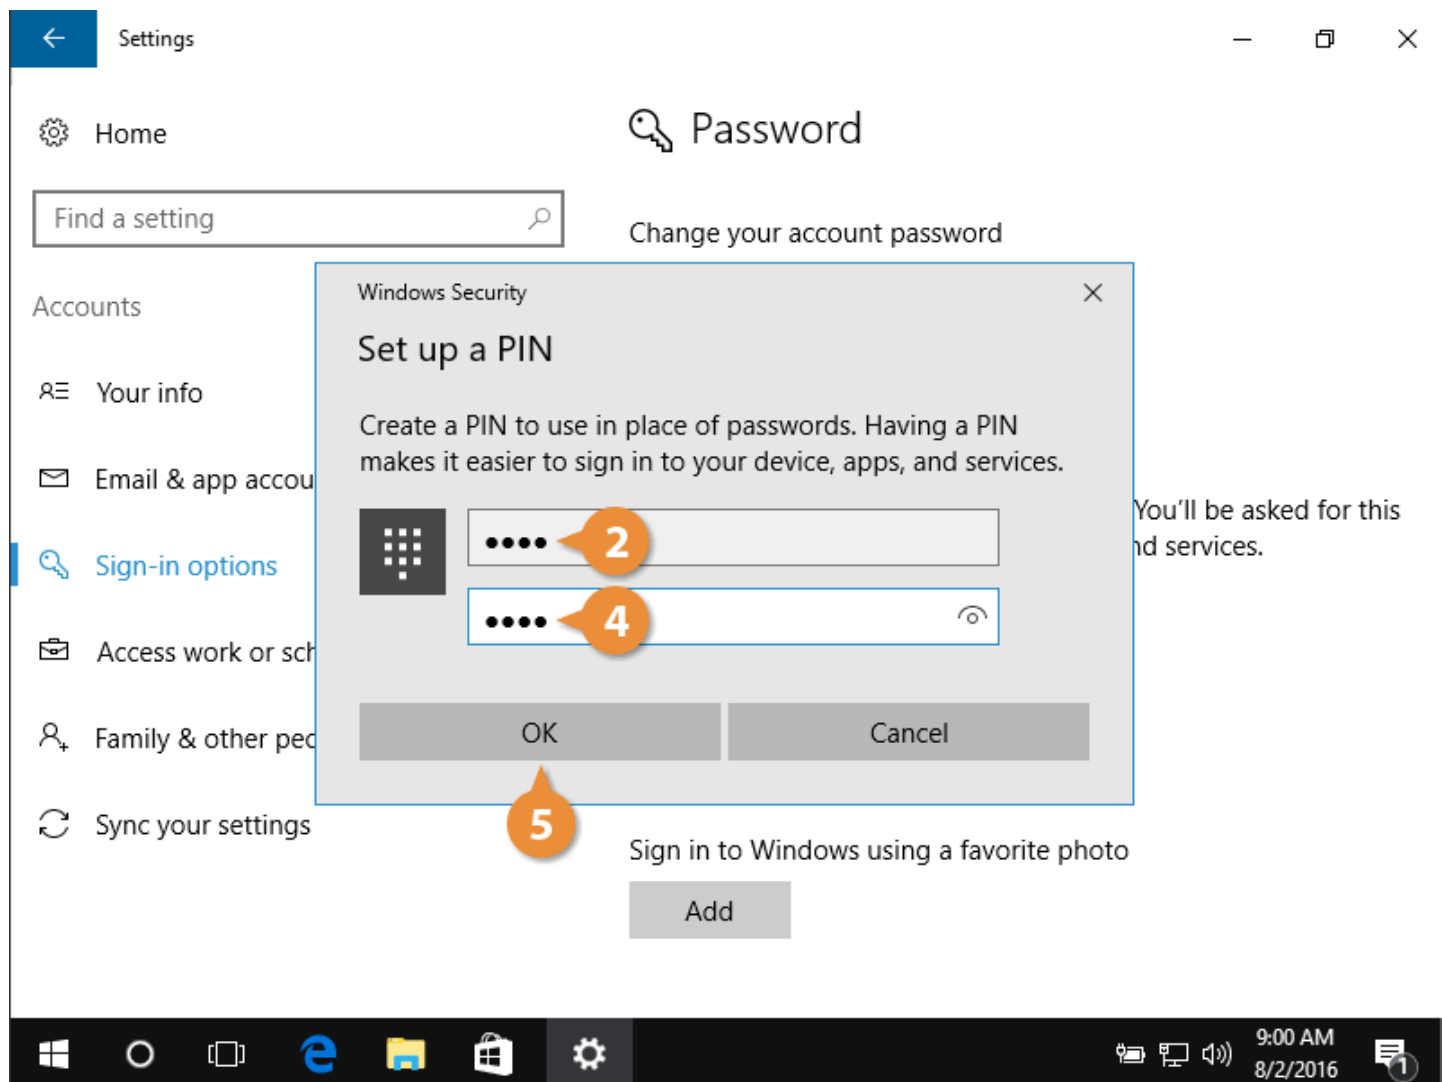 Settings
Home
Find a setting
Accounts
Your info
Email & app accou
Sign-in options
Access work or sch
Family & other peo
Sync your settings
Password
Change your account password
Windows Security
Set up a PIN
Create a PIN to use in place of passwords. Having a PIN
makes it easier to sign in to your device, apps, and services.
2
4
OK
Cancel
5
You'll be asked for this
nd services.
Sign in to Windows using a favorite photo
Add
9:00 AM
8/2/2016
1